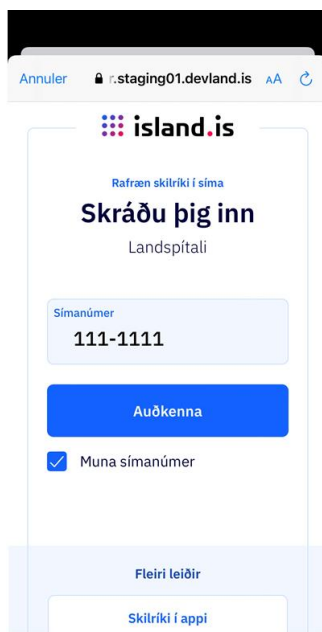 Annuler r.staging01.devland.is AA
island.is
Rafræn skilríki í síma
Skráðu þig inn
Landspítali
Símanúmer
111-1111
Auðkenna
Muna símanúmer
Fleiri leiðir
Skilríki í appi